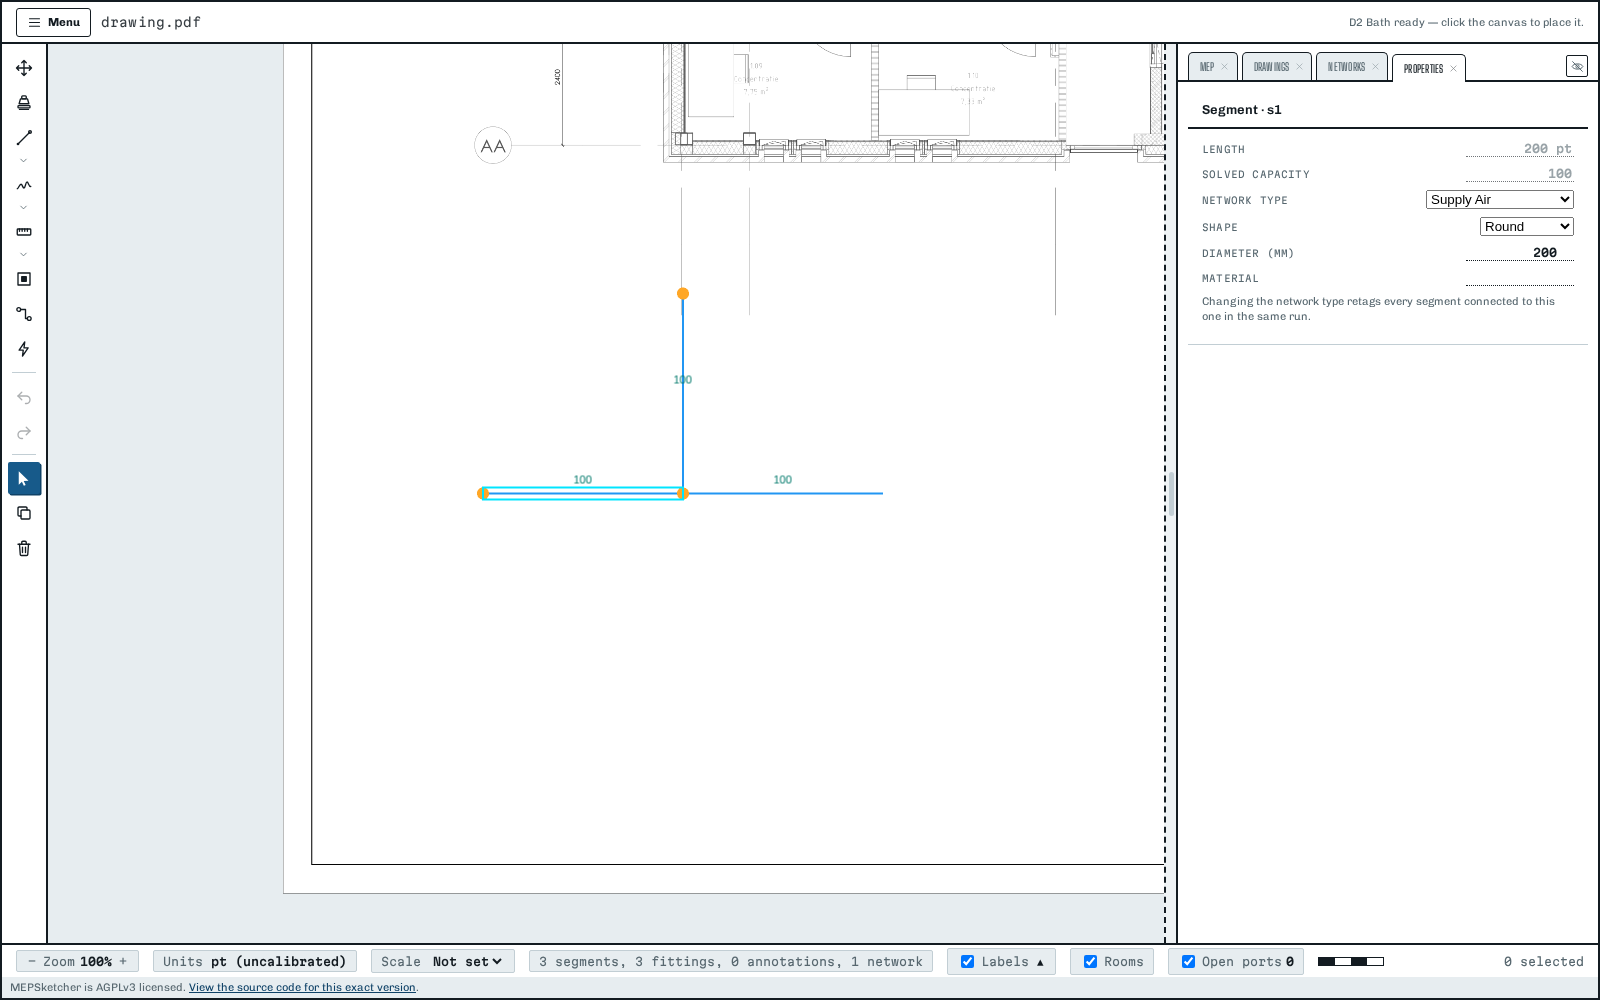 Menu drawing.pdf D2 Bath ready — click the canvas to place it.
MEP × DRAWINGS × NETWORKS × PROPERTIES ×
Segment · s1
LENGTH 200 pt
SOLVED CAPACITY 100
NETWORK TYPE Supply Air
SHAPE Round
DIAMETER (MM) 200
MATERIAL
Changing the network type retags every segment connected to this
one in the same run.
2400
109
7,79 m²
AA
100
100 100
− Zoom 100% + Units pt (uncalibrated) Scale Not set 3 segments, 3 fittings, 0 annotations, 1 network Labels ▲ Rooms Open ports 0 0 selected
MEPSketcher is AGPLv3 licensed. View the source code for this exact version.